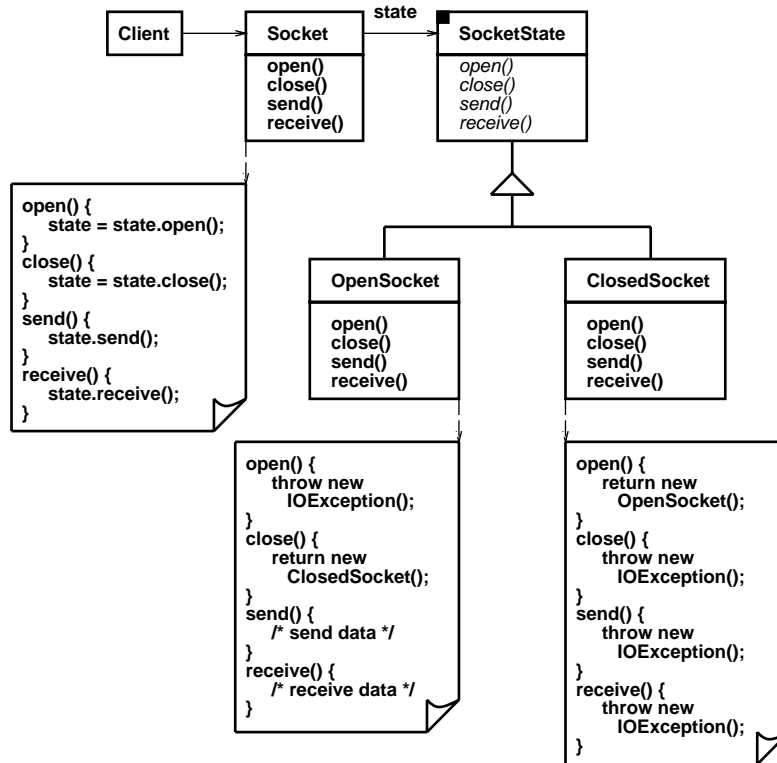 Client
Socket
open()
close()
send()
receive()
state
SocketState
open()
close()
send()
receive()
open() {
state = state.open();
}
close() {
state = state.close();
}
send() {
state.send();
}
receive() {
state.receive();
}
OpenSocket
open()
close()
send()
receive()
ClosedSocket
open()
close()
send()
receive()
open() {
throw new
IOException();
}
close() {
return new
ClosedSocket();
}
send() {
/* send data */
}
receive() {
/* receive data */
}
open() {
return new
OpenSocket();
}
close() {
throw new
IOException();
}
send() {
throw new
IOException();
}
receive() {
throw new
IOException();
}